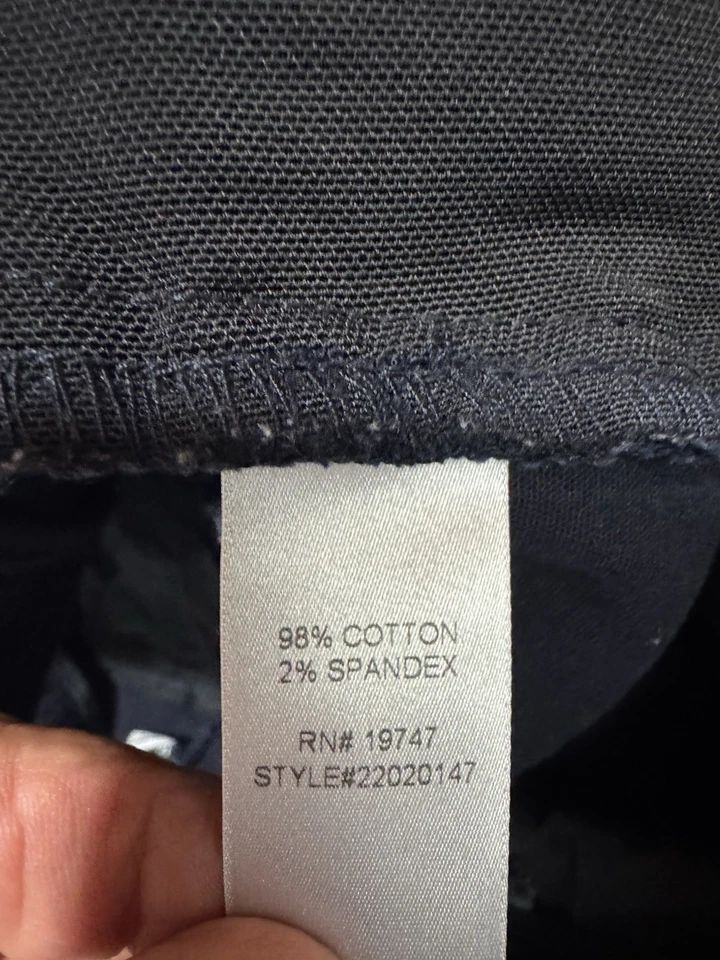 98% COTTON
2% SPANDEX
RN# 19747
STYLE#22020147